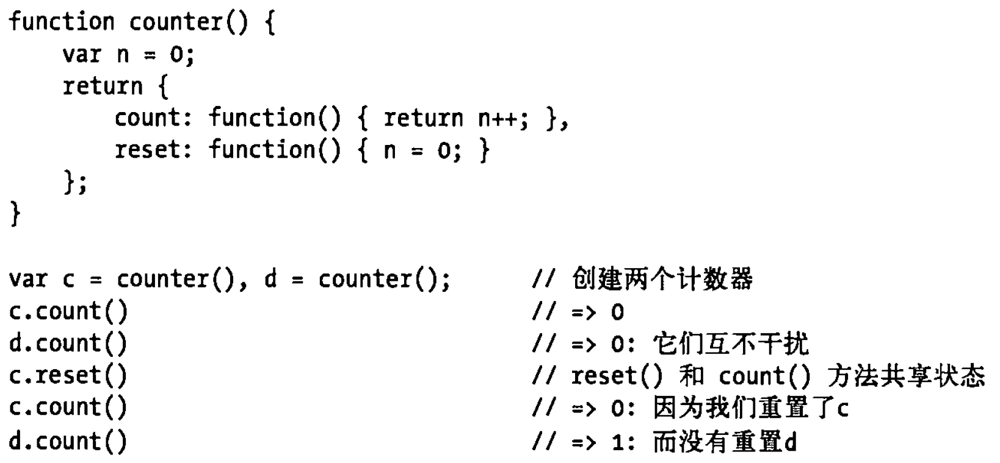 function counter() {
    var n = 0;
    return {
        count: function() { return n++; },
        reset: function() { n = 0; }
    };
}

var c = counter(), d = counter();      // 创建两个计数器
c.count()                              // => 0
d.count()                              // => 0: 它们互不干扰
c.reset()                              // reset() 和 count() 方法共享状态
c.count()                              // => 0: 因为我们重置了c
d.count()                              // => 1: 而没有重置d